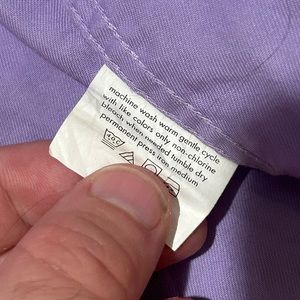 machine wash warm gentle cycle
with like colors only non-chlorine
bleach when needed tumble dry
permanent press iron medium
40C